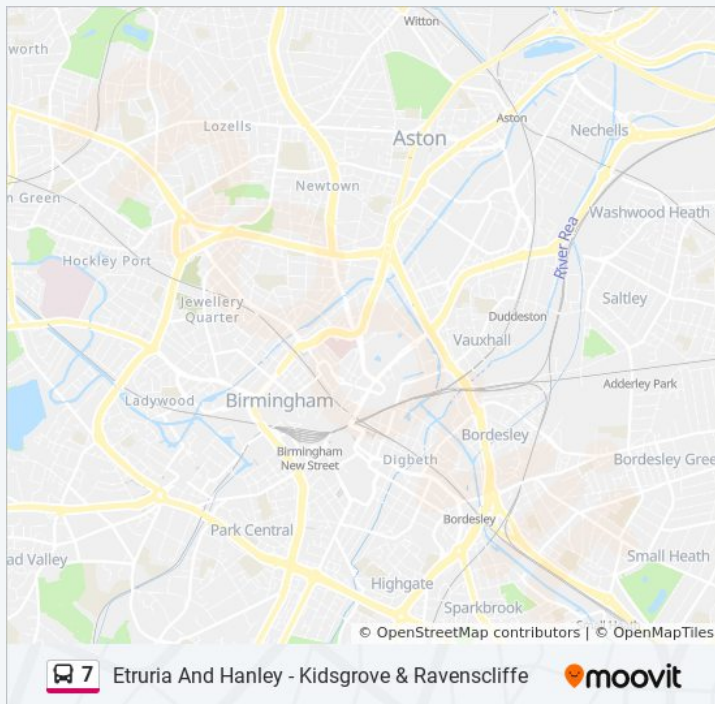 Witton
worth
Lozells
Aston
Aston
Nechells
Newtown
n Green
Washwood Heath
River Rea
Hockley Port
Jewellery
Quarter
Saltley
Duddeston
Vauxhall
Adderley Park
Ladywood
Birmingham
Birmingham
New Street
Digbeth
Bordesley
Bordesley Gree
Bordesley
Park Central
ad Valley
Small Heath
Highgate
Sparkbrook
© OpenStreetMap contributors | © OpenMapTiles
7 Etruria And Hanley - Kidsgrove & Ravenscliffe moovit